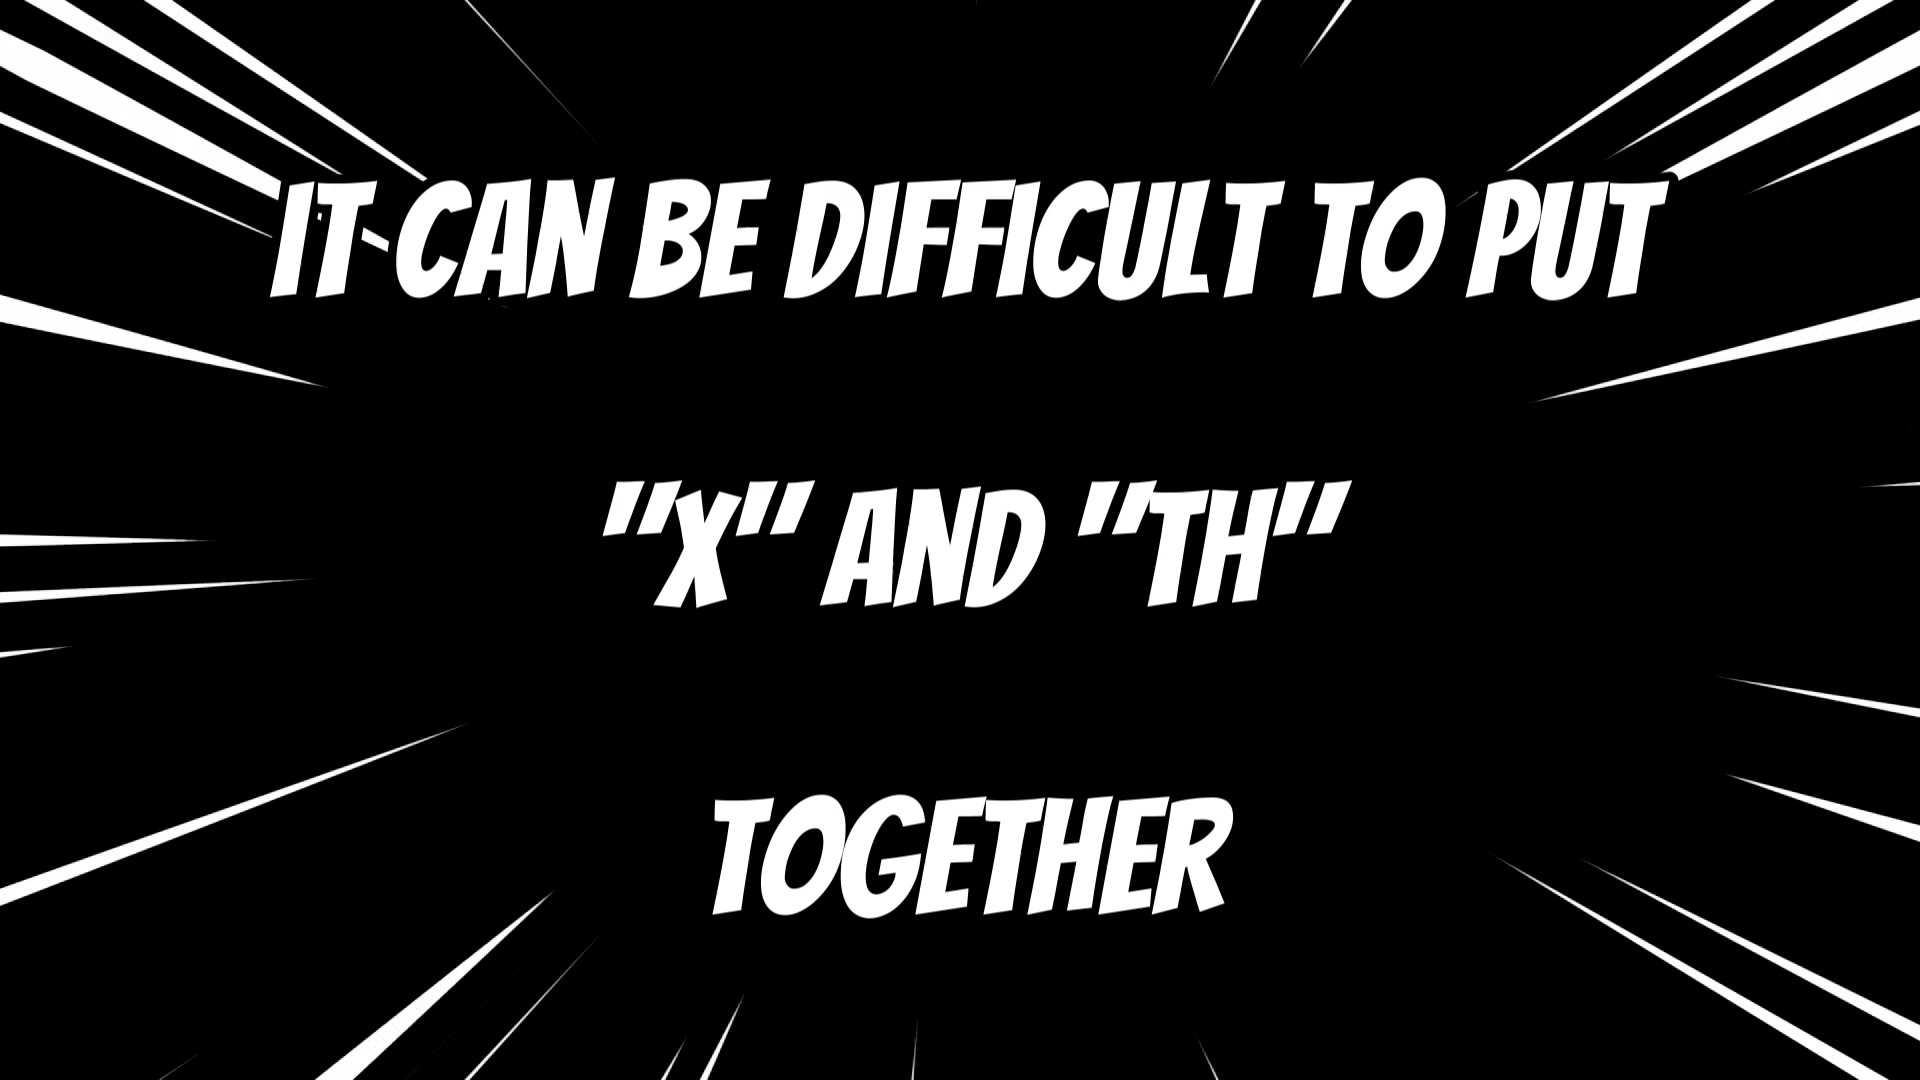 IT CAN BE DIFFICULT TO PUT
"X" AND "TH"
TOGETHER